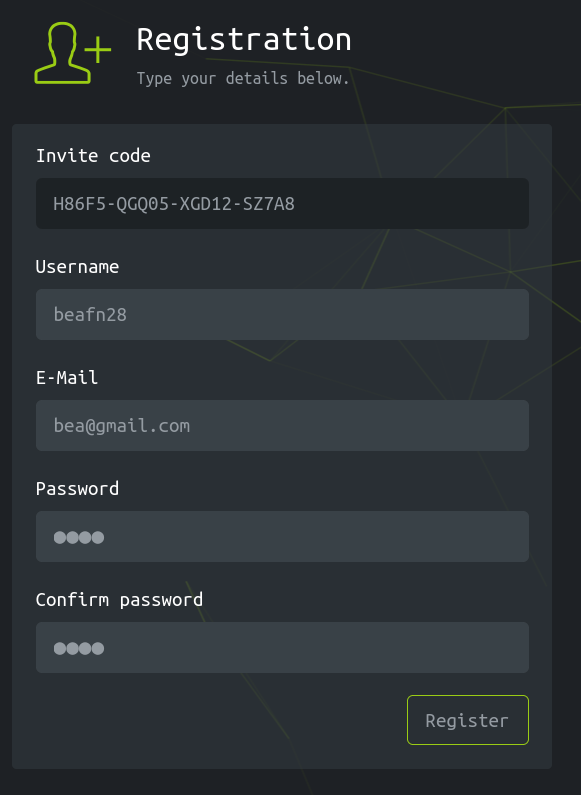 Registration
Type your details below.
Invite code
H86F5-QGQ05-XGD12-SZ7A8
Username
beafn28
E-Mail
bea@gmail.com
Password
●●●●
Confirm password
●●●●
Register